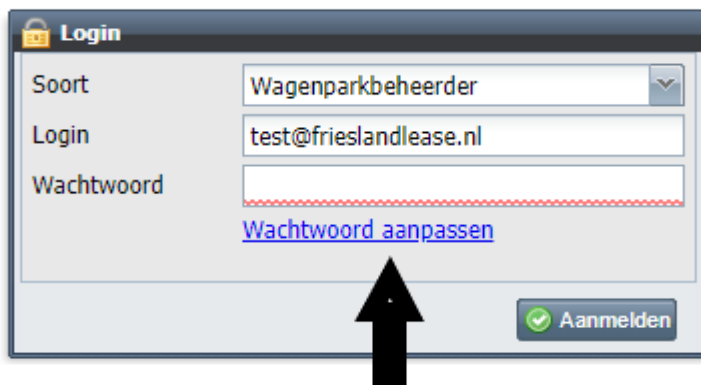 Login
Soort Wagenparkbeheerder
Login test@frieslandlease.nl
Wachtwoord
Wachtwoord aanpassen
Aanmelden